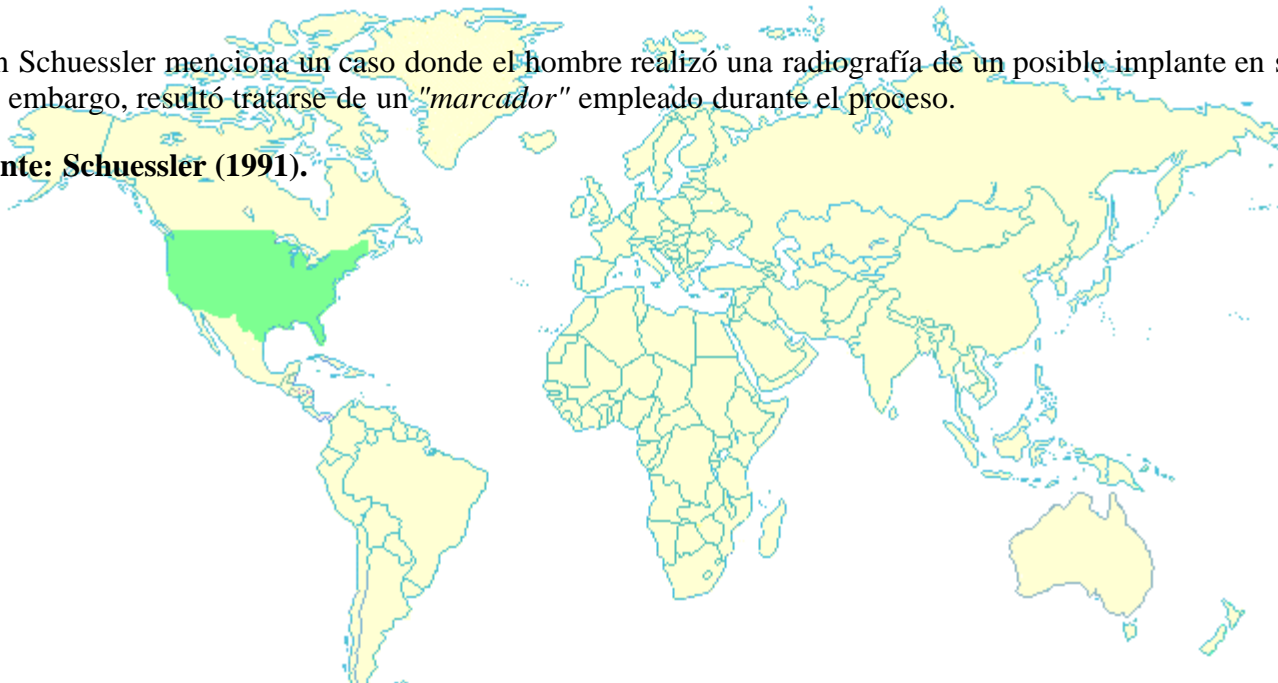 n Schuessler menciona un caso donde el hombre realizó una radiografía de un posible implante en s
embargo, resultó tratarse de un "marcador" empleado durante el proceso.
nte: Schuessler (1991).